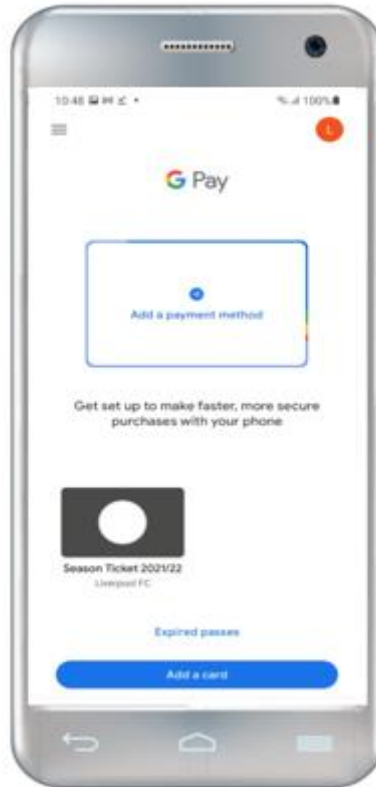 10:48
100%
L
G Pay
Add a payment method
Get set up to make faster, more secure
purchases with your phone
Season Ticket 2021/22
Liverpool FC
Expired passes
Add a card